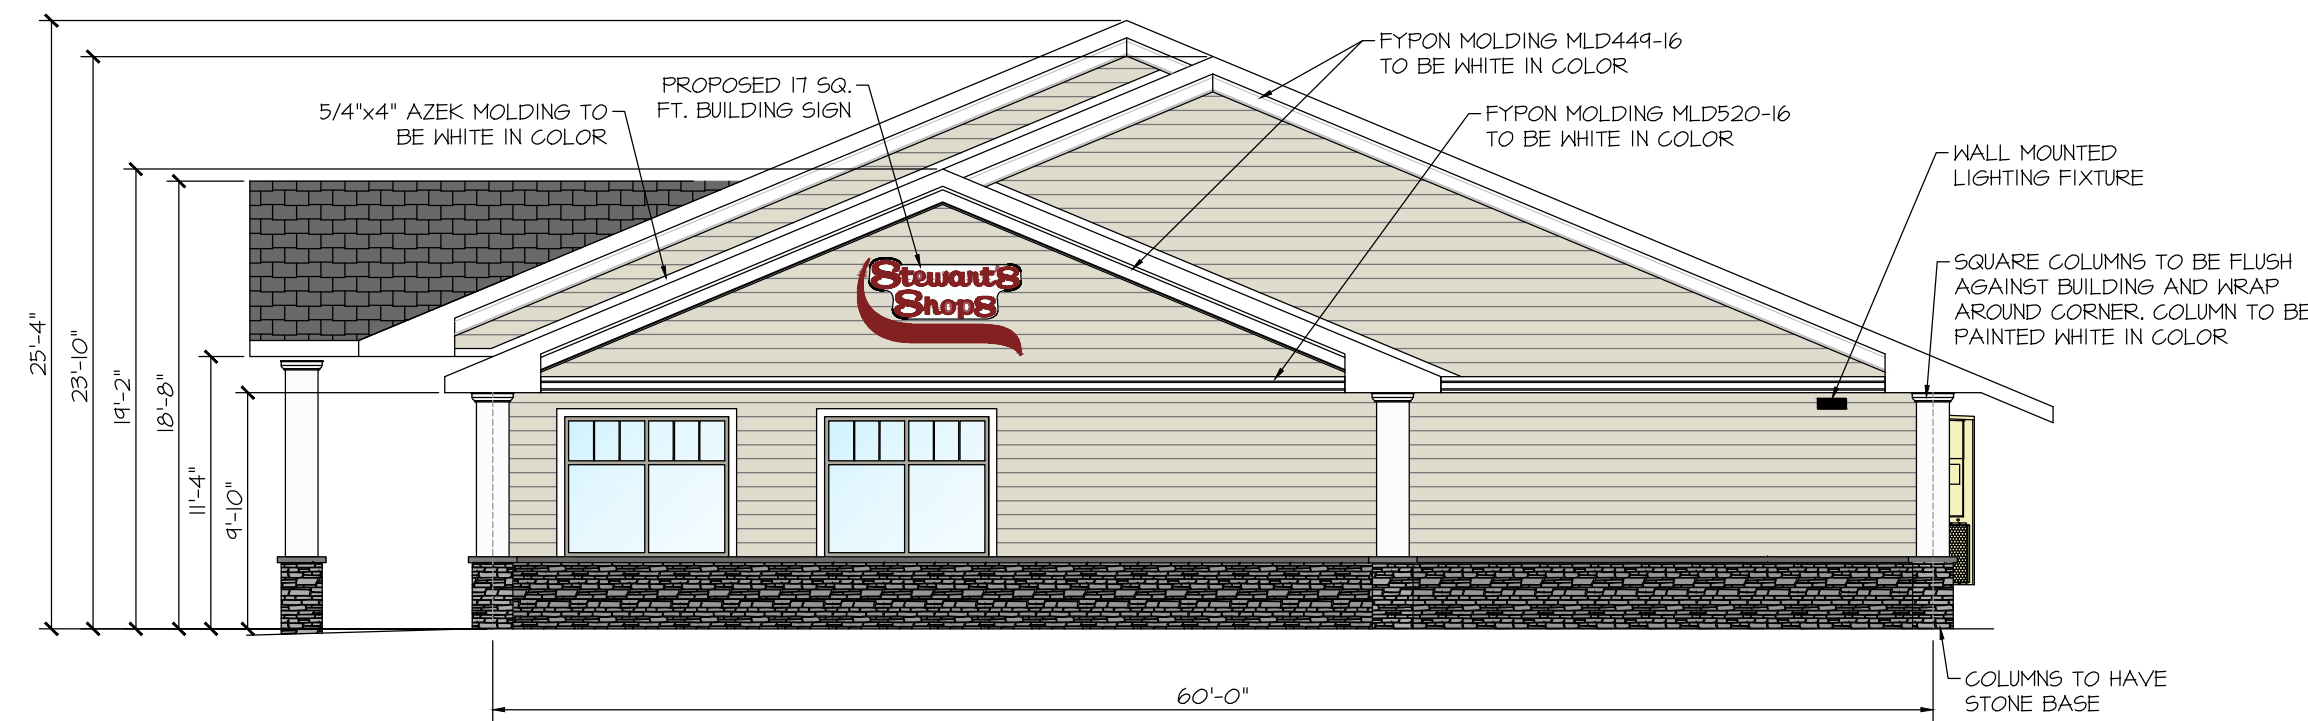 FYPON MOLDING MLD449-16
TO BE WHITE IN COLOR
PROPOSED 17 SQ.
FT. BUILDING SIGN
5/4"x4" AZEK MOLDING TO
BE WHITE IN COLOR
FYPON MOLDING MLD520-16
TO BE WHITE IN COLOR
WALL MOUNTED
LIGHTING FIXTURE
SQUARE COLUMNS TO BE FLUSH
AGAINST BUILDING AND WRAP
AROUND CORNER. COLUMN TO BE
PAINTED WHITE IN COLOR
Stewart's
Shops
25'-4"
23'-10"
19'-2"
18'-8"
11'-4"
9'-10"
60'-0"
COLUMNS TO HAVE
STONE BASE